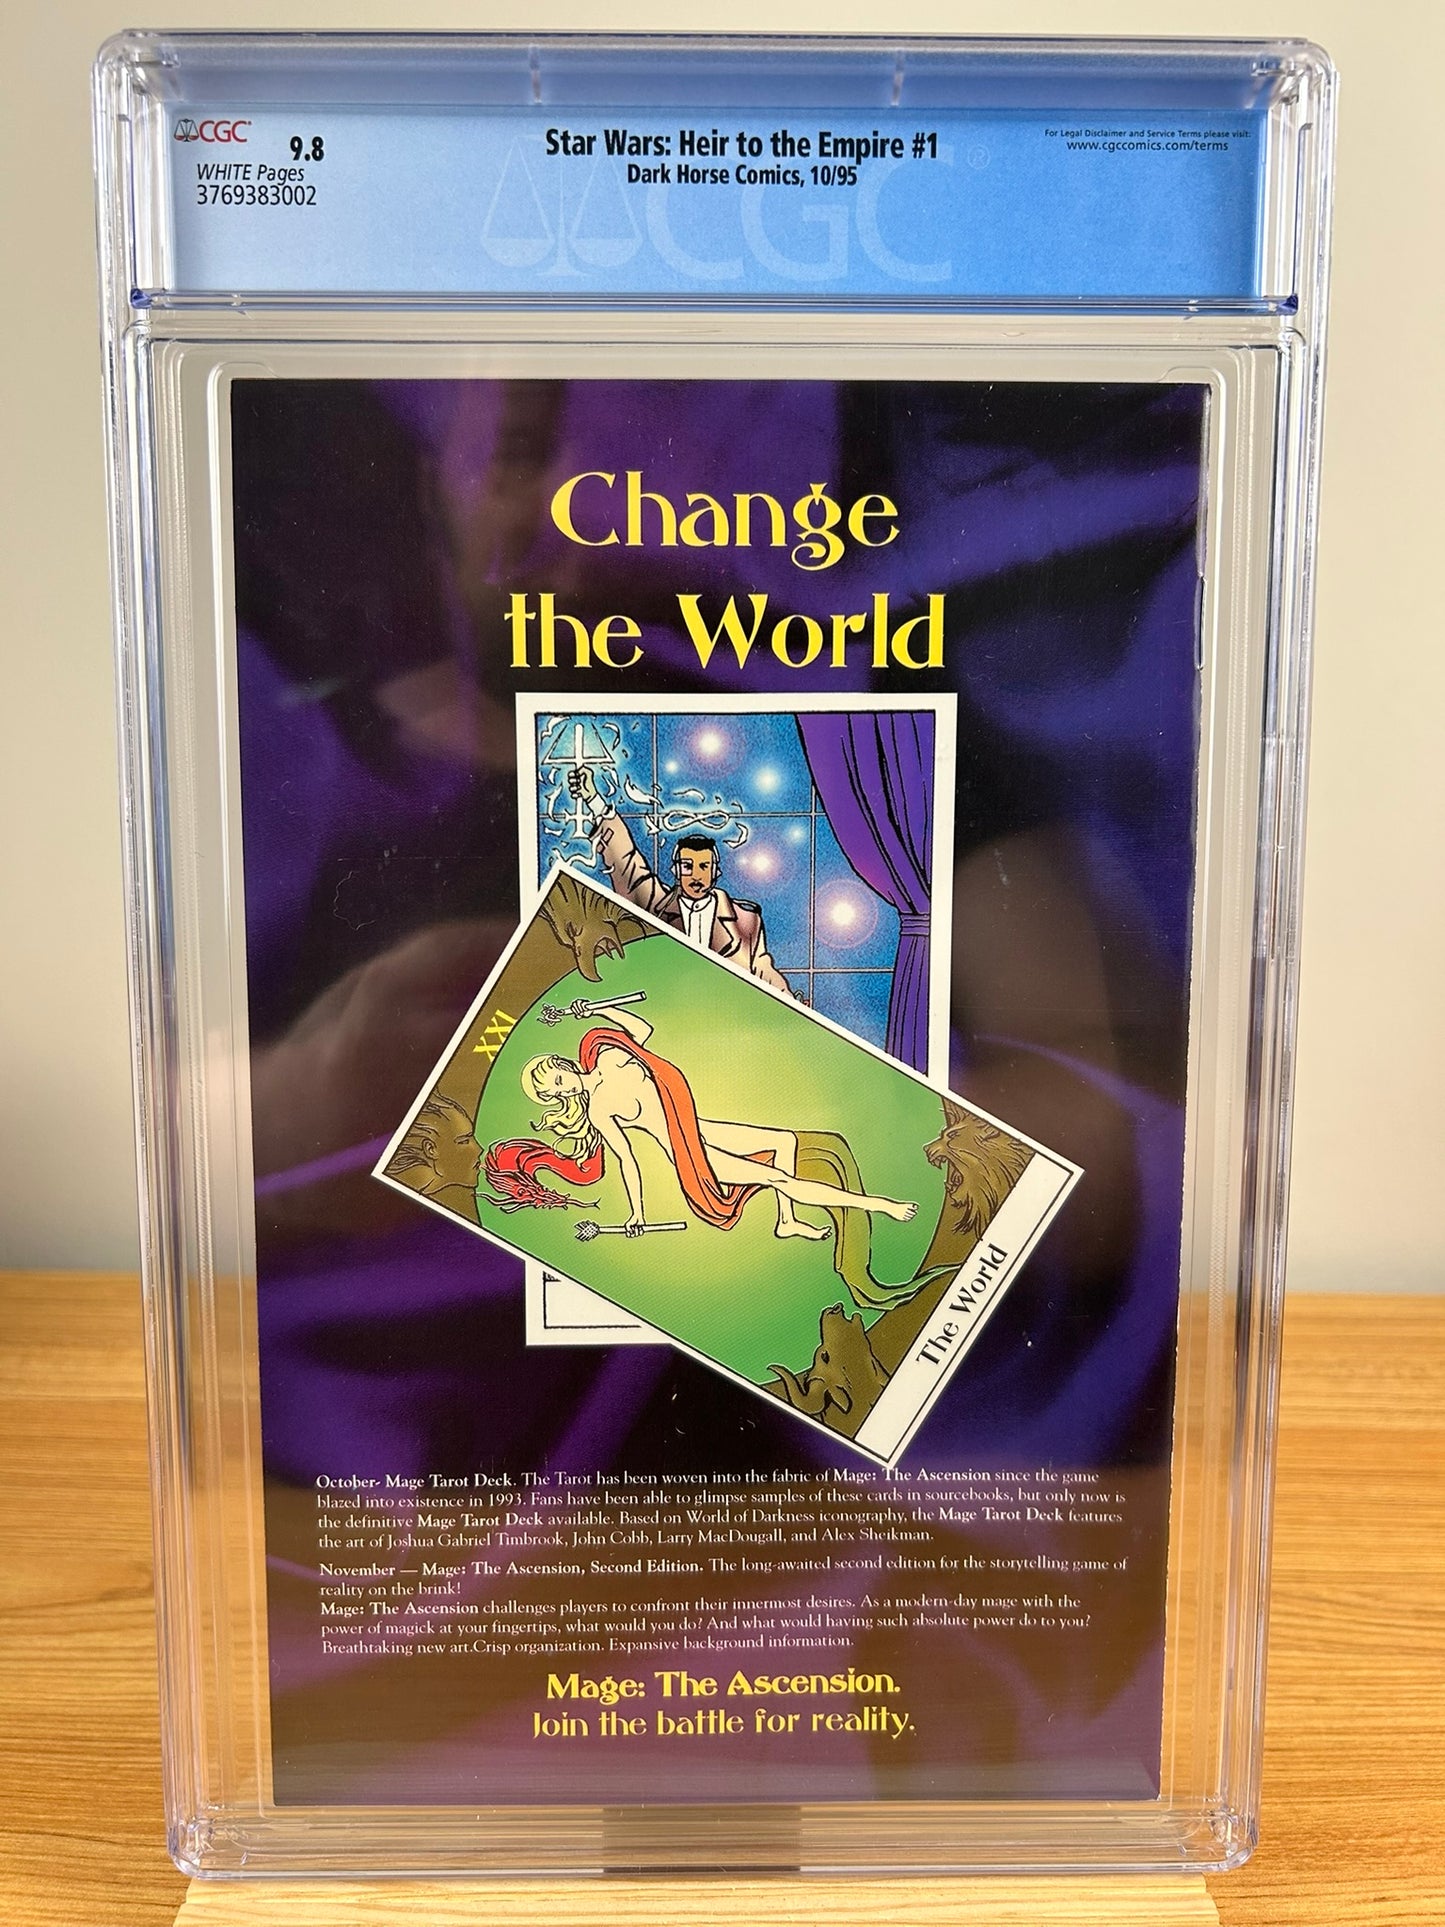 CGC
9.8
WHITE Pages
3769383002
Star Wars: Heir to the Empire #1
Dark Horse Comics, 10/95
For Legal Disclaimer and Service Terms please visit:
www.cgccomics.com/terms
CGC
Change
the World
XXI
The World
October- Mage Tarot Deck. The Tarot has been woven into the fabric of Mage: The Ascension since the game
blazed into existence in 1993. Fans have been able to glimpse samples of these cards in sourcebooks, but only now is
the definitive Mage Tarot Deck available. Based on World of Darkness iconography, the Mage Tarot Deck features
the art of Joshua Gabriel Timbrook, John Cobb, Larry MacDougall, and Alex Sheikman.
November — Mage: The Ascension, Second Edition. The long-awaited second edition for the storytelling game of
reality on the brink!
Mage: The Ascension challenges players to confront their innermost desires. As a modern-day mage with the
power of magick at your fingertips, what would you do? And what would having such absolute power do to you?
Breathtaking new art.Crisp organization. Expansive background information.
Mage: The Ascension.
Join the battle for reality.